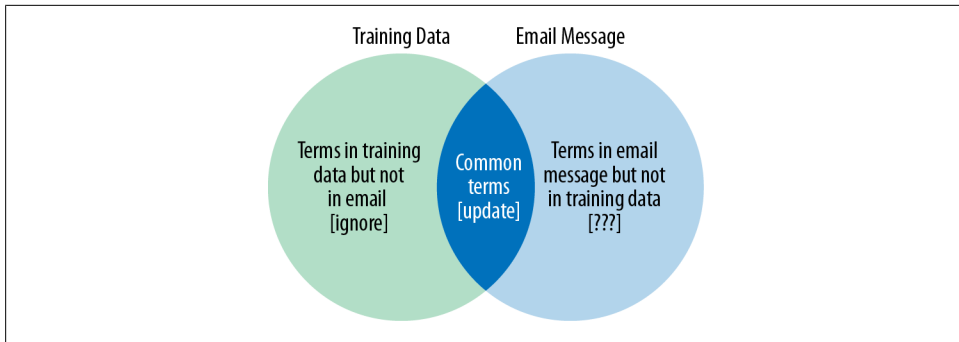 Training Data
Email Message
Terms in training
data but not
in email
[ignore]
Common
terms
[update]
Terms in email
message but not
in training data
[???]